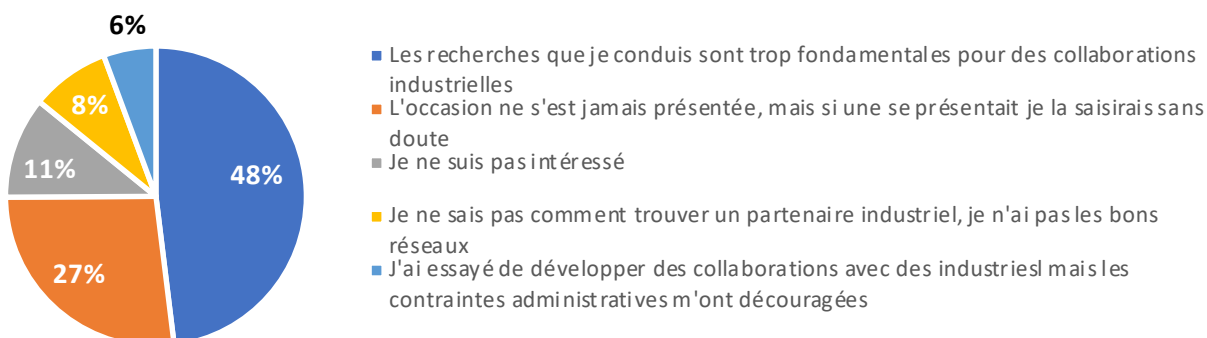 6%
8%
11%
48%
27%
Les recherches que je conduis sont trop fondamentales pour des collaborations
industrielles
L'occasion ne s'est jamais présentée, mais si une se présentait je la saisirais sans
doute
Je ne suis pas intéressé
Je ne sais pas comment trouver un partenaire industriel, je n'ai pas les bons
réseaux
J'ai essayé de développer des collaborations avec des industriesl mais les
contraintes administratives m'ont découragées